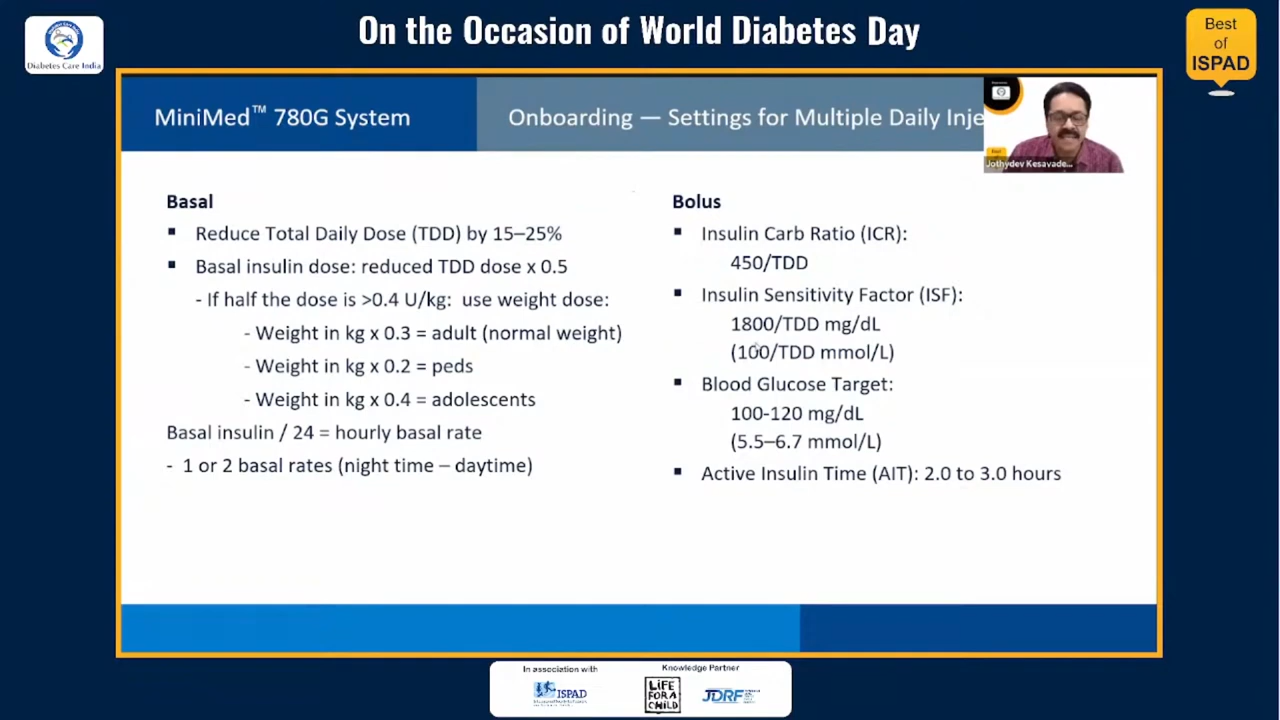 On the Occasion of World Diabetes Day
Diabetes Care India
Best
of
ISPAD
MiniMed™ 780G System
Onboarding — Settings for Multiple Daily Inje
Jothydev Kesavade...
Basal
▪ Reduce Total Daily Dose (TDD) by 15–25%
▪ Basal insulin dose: reduced TDD dose x 0.5
- If half the dose is >0.4 U/kg: use weight dose:
- Weight in kg x 0.3 = adult (normal weight)
- Weight in kg x 0.2 = peds
- Weight in kg x 0.4 = adolescents
Basal insulin / 24 = hourly basal rate
- 1 or 2 basal rates (night time – daytime)
Bolus
▪ Insulin Carb Ratio (ICR):
450/TDD
▪ Insulin Sensitivity Factor (ISF):
1800/TDD mg/dL
(100/TDD mmol/L)
▪ Blood Glucose Target:
100-120 mg/dL
(5.5–6.7 mmol/L)
▪ Active Insulin Time (AIT): 2.0 to 3.0 hours
In association with
ISPAD
Knowledge Partner
LIFE
FOR A
CHILD
JDRF